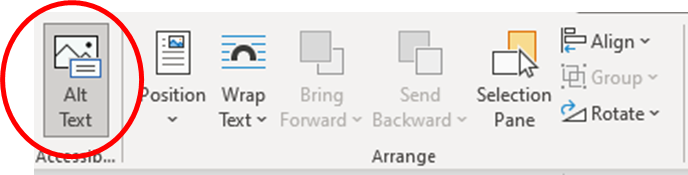 Alt
Text
Accessib...
Position
Wrap
Text
Bring
Forward
Send
Backward
Selection
Pane
Align
Group
Rotate
Arrange